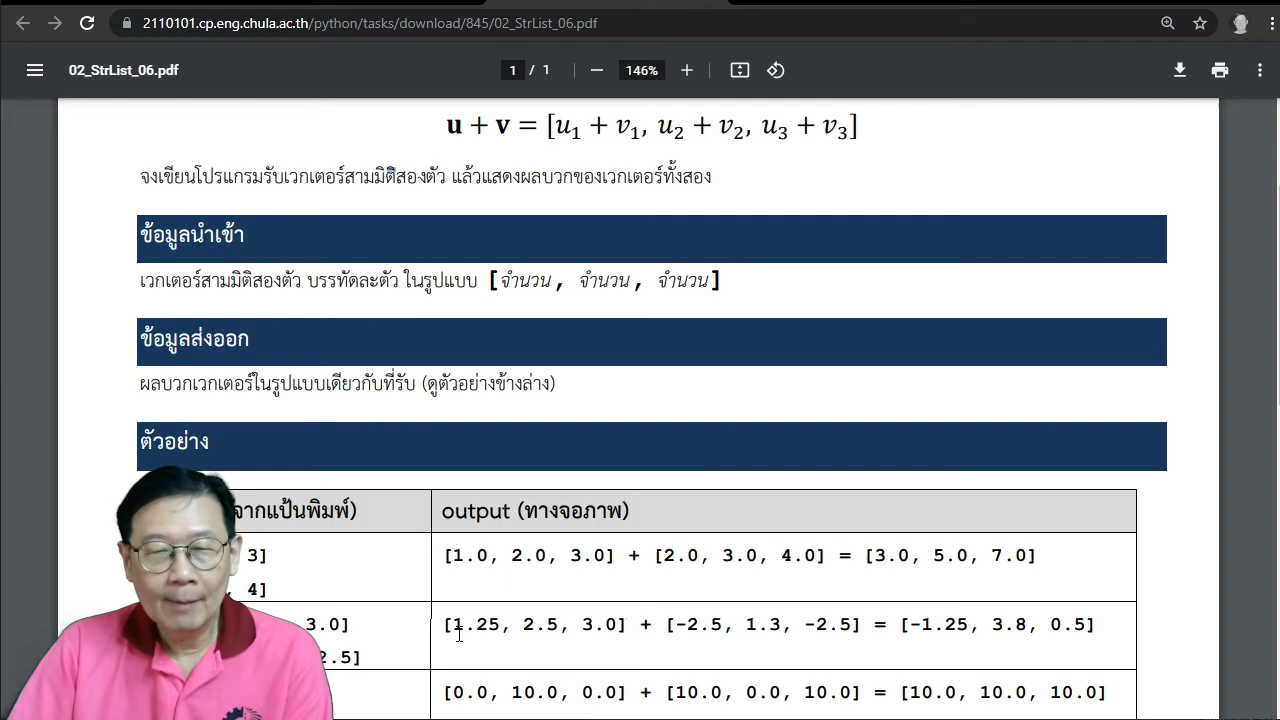 2110101.cp.eng.chula.ac.th/python/tasks/download/845/02_StrList_06.pdf
02_StrList_06.pdf
1 / 1
146%
u + v = [u₁ + v₁, u₂ + v₂, u₃ + v₃]
จงเขียนโปรแกรมรับเวกเตอร์สามมิติสองตัว แล้วแสดงผลบวกของเวกเตอร์ทั้งสอง
ข้อมูลนำเข้า
เวกเตอร์สามมิติสองตัว บรรทัดละตัว ในรูปแบบ [จำนวน, จำนวน, จำนวน]
ข้อมูลส่งออก
ผลบวกเวกเตอร์ในรูปแบบเดียวกับที่รับ (ดูตัวอย่างข้างล่าง)
ตัวอย่าง
จากแป้นพิมพ์) output (ทางจอภาพ)
3] [1.0, 2.0, 3.0] + [2.0, 3.0, 4.0] = [3.0, 5.0, 7.0]
, 4]
3.0] [1.25, 2.5, 3.0] + [-2.5, 1.3, -2.5] = [-1.25, 3.8, 0.5]
2.5]
[0.0, 10.0, 0.0] + [10.0, 0.0, 10.0] = [10.0, 10.0, 10.0]